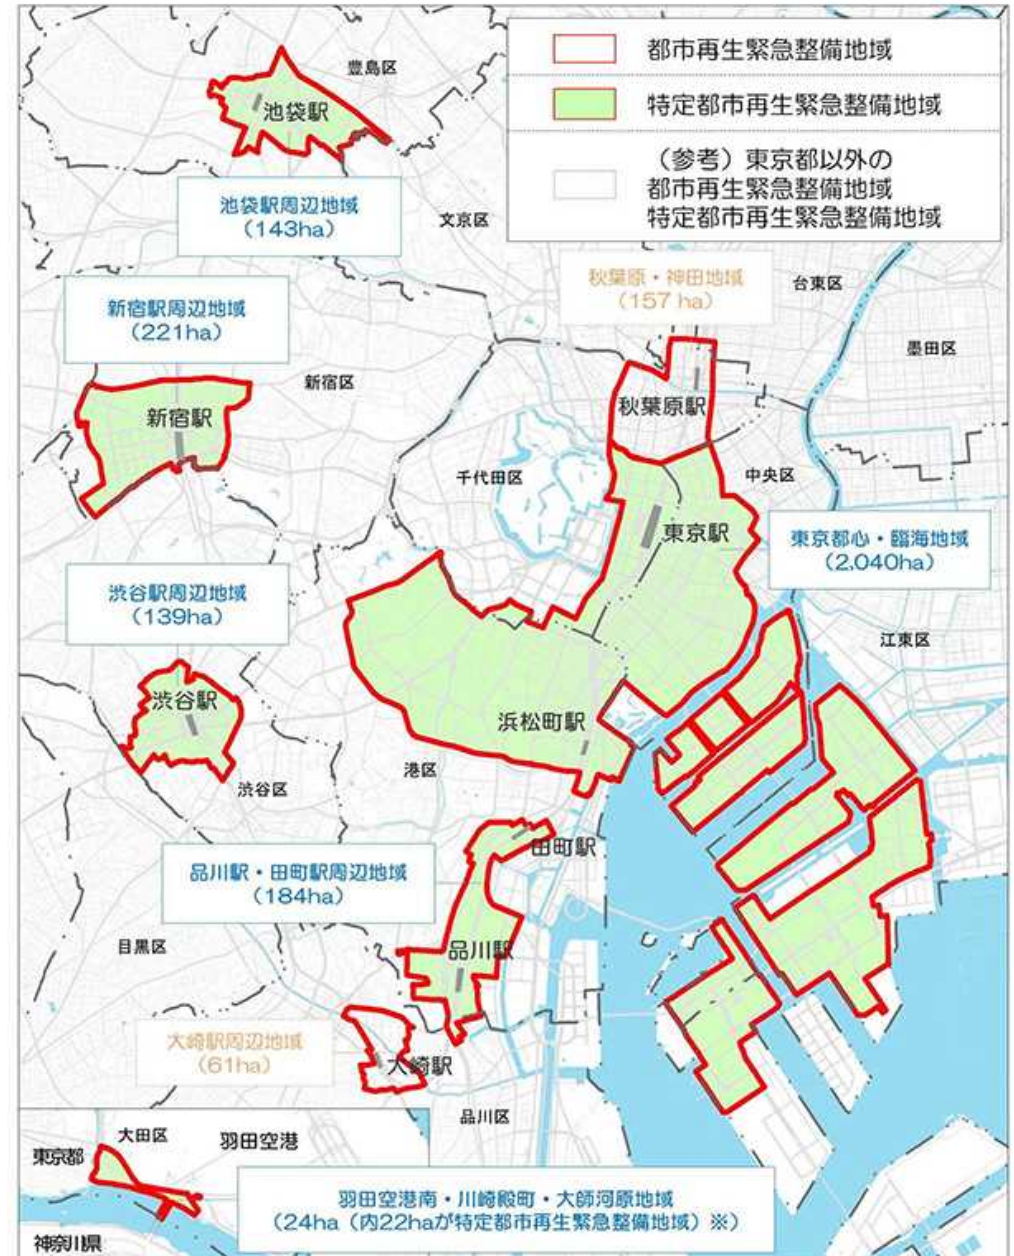 都市再生緊急整備地域
特定都市再生緊急整備地域
(参考)東京都以外の
都市再生緊急整備地域
特定都市再生緊急整備地域
豊島区
池袋駅
池袋駅周辺地域
(143ha)
文京区
秋葉原・神田地域
(157 ha)
台東区
新宿駅周辺地域
(221ha)
墨田区
新宿区
秋葉原駅
新宿駅
千代田区
中央区
東京駅
東京都心・臨海地域
(2,040ha)
渋谷駅周辺地域
(139ha)
江東区
渋谷駅
浜松町駅
港区
渋谷区
田町駅
品川駅・田町駅周辺地域
(184ha)
目黒区
品川駅
大崎駅周辺地域
(61ha)
大崎駅
品川区
大田区
羽田空港
東京都
羽田空港南・川崎殿町・大師河原地域
(24ha(内22haが特定都市再生緊急整備地域)※)
神奈川県